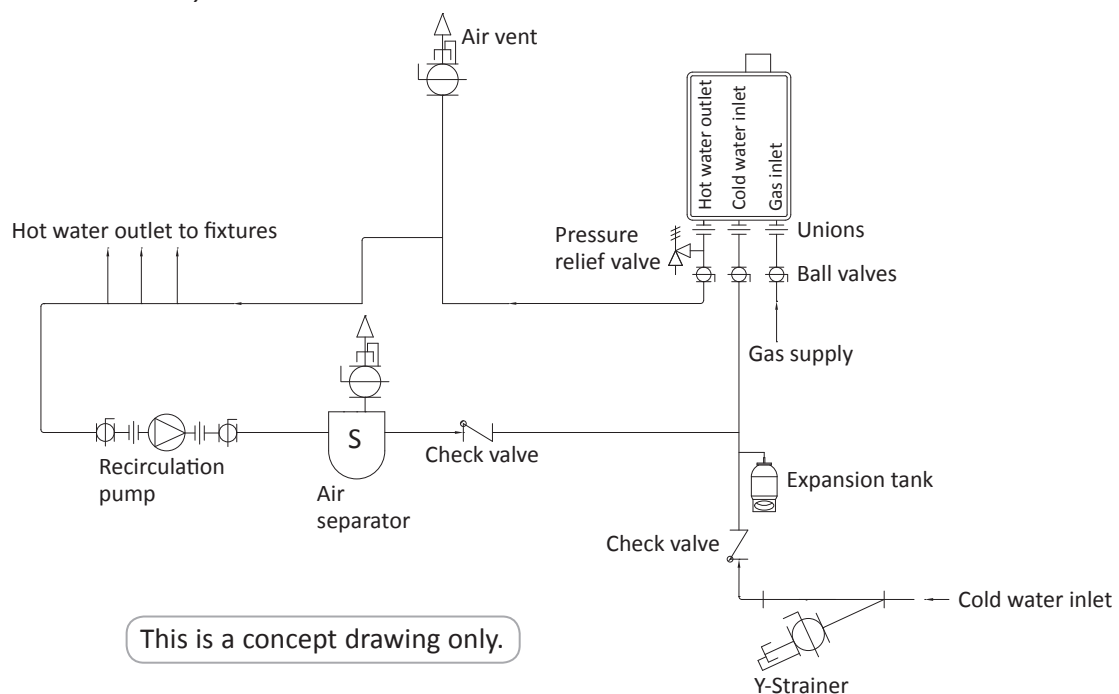 Air vent
Hot water outlet
Cold water inlet
Gas inlet
Hot water outlet to fixtures
Pressure
relief valve
Unions
Ball valves
Gas supply
S
Recirculation
pump
Air
separator
Check valve
Expansion tank
Check valve
Cold water inlet
This is a concept drawing only.
Y-Strainer